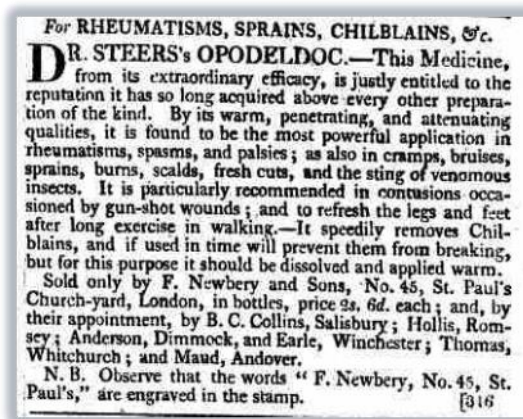 For RHEUMATISMS, SPRAINS, CHILBLAINS, &c.
DR. STEERS's OPODELDOC.—This Medicine,
from its extraordinary efficacy, is justly entitled to the
reputation it has so long acquired above every other prepara-
tion of the kind. By its warm, penetrating, and attenuating
qualities, it is found to be the most powerful application in
rheumatisms, spasms, and palsies; as also in cramps, bruises,
sprains, burns, scalds, fresh cuts, and the sting of venomous
insects. It is particularly recommended in contusions occa-
sioned by gun-shot wounds; and to refresh the legs and feet
after long exercise in walking.—It speedily removes Chil-
blains, and if used in time will prevent them from breaking,
but for this purpose it should be dissolved and applied warm.
Sold only by F. Newbery and Sons, No. 45, St. Paul's
Church-yard, London, in bottles, price 2s. 6d. each; and, by
their appointment, by B. C. Collins, Salisbury; Hollis, Rom-
sey; Anderson, Dimmock, and Earle, Winchester; Thomas,
Whitchurch; and Maud, Andover.
N. B. Observe that the words "F. Newbery, No. 45, St.
Paul's," are engraved in the stamp. [316